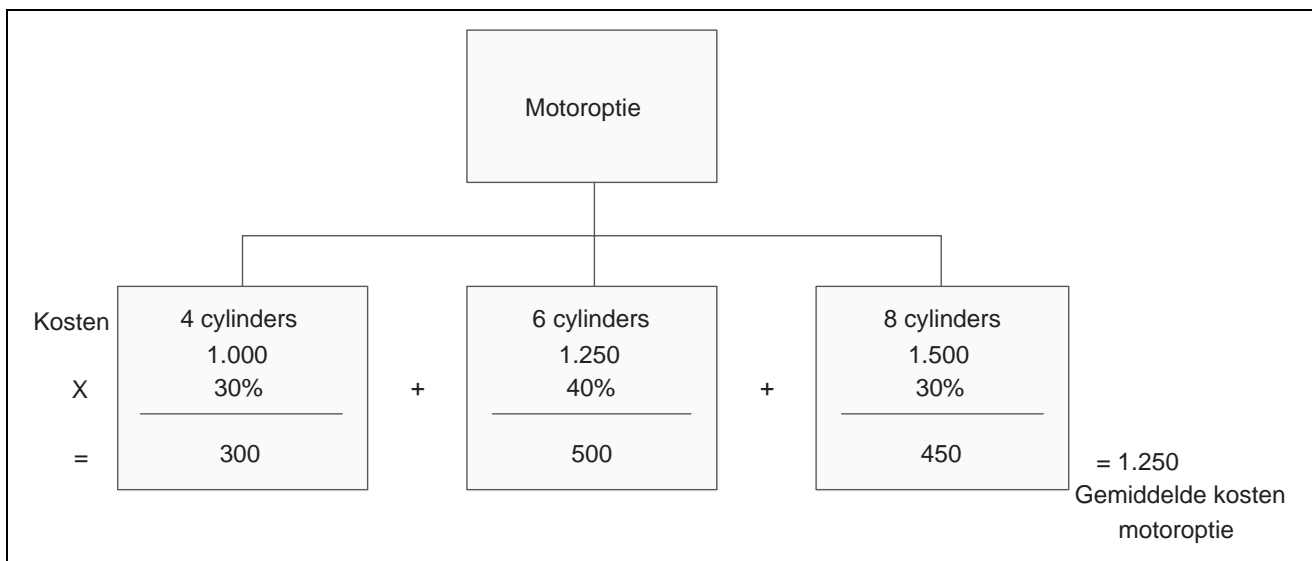 Motoroptie
Kosten 4 cylinders 6 cylinders 8 cylinders
1.000 1.250 1.500
X 30% + 40% + 30%
= 300 500 450 = 1.250
Gemiddelde kosten
motoroptie